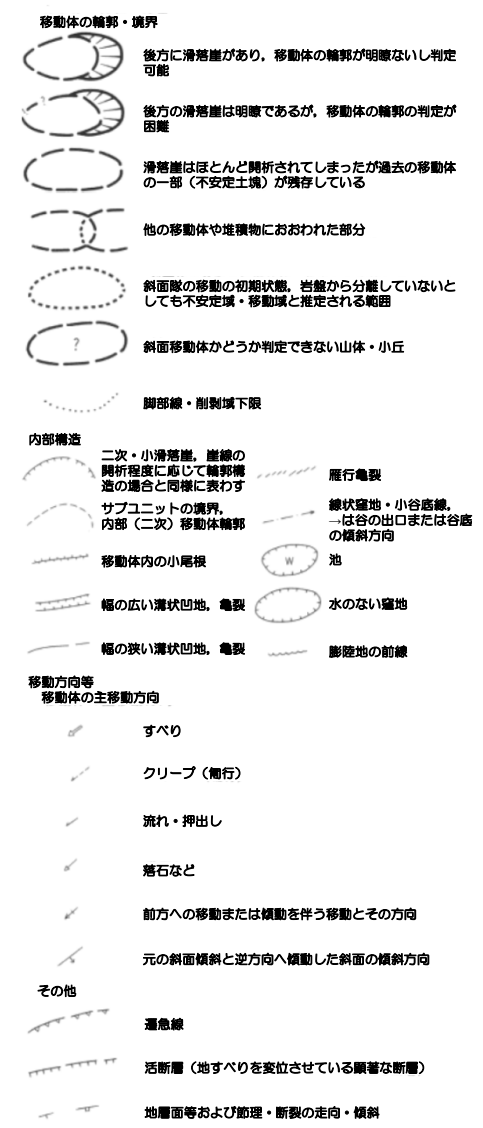 移動体の輪郭・境界
後方に滑落崖があり，移動体の輪郭が明瞭ないし判定
可能
?
後方の滑落崖は明瞭であるが，移動体の輪郭の判定が
困難
滑落崖はほとんど開析されてしまったが過去の移動体
の一部（不安定土塊）が残存している
他の移動体や堆積物におおわれた部分
斜面隊の移動の初期状態，岩盤から分離していないと
しても不安定域・移動域と推定される範囲
?
斜面移動体かどうか判定できない山体・小丘
脚部線・削剥域下限
内部構造
二次・小滑落崖，崖線の
開析程度に応じて輪郭構
造の場合と同様に表わす
雁行亀裂
サブユニットの境界，
内部（二次）移動体輪郭
線状窪地・小谷底線，
→は谷の出口または谷底
の傾斜方向
移動体内の小尾根
W
池
幅の広い溝状凹地，亀裂
水のない窪地
幅の狭い溝状凹地，亀裂
膨陸地の前線
移動方向等
移動体の主移動方向
すべり
クリープ（匍行）
流れ・押出し
落石など
前方への移動または傾動を伴う移動とその方向
元の斜面傾斜と逆方向へ傾動した斜面の傾斜方向
その他
遷急線
活断層（地すべりを変位させている顕著な断層）
地層面等および節理・断裂の走向・傾斜